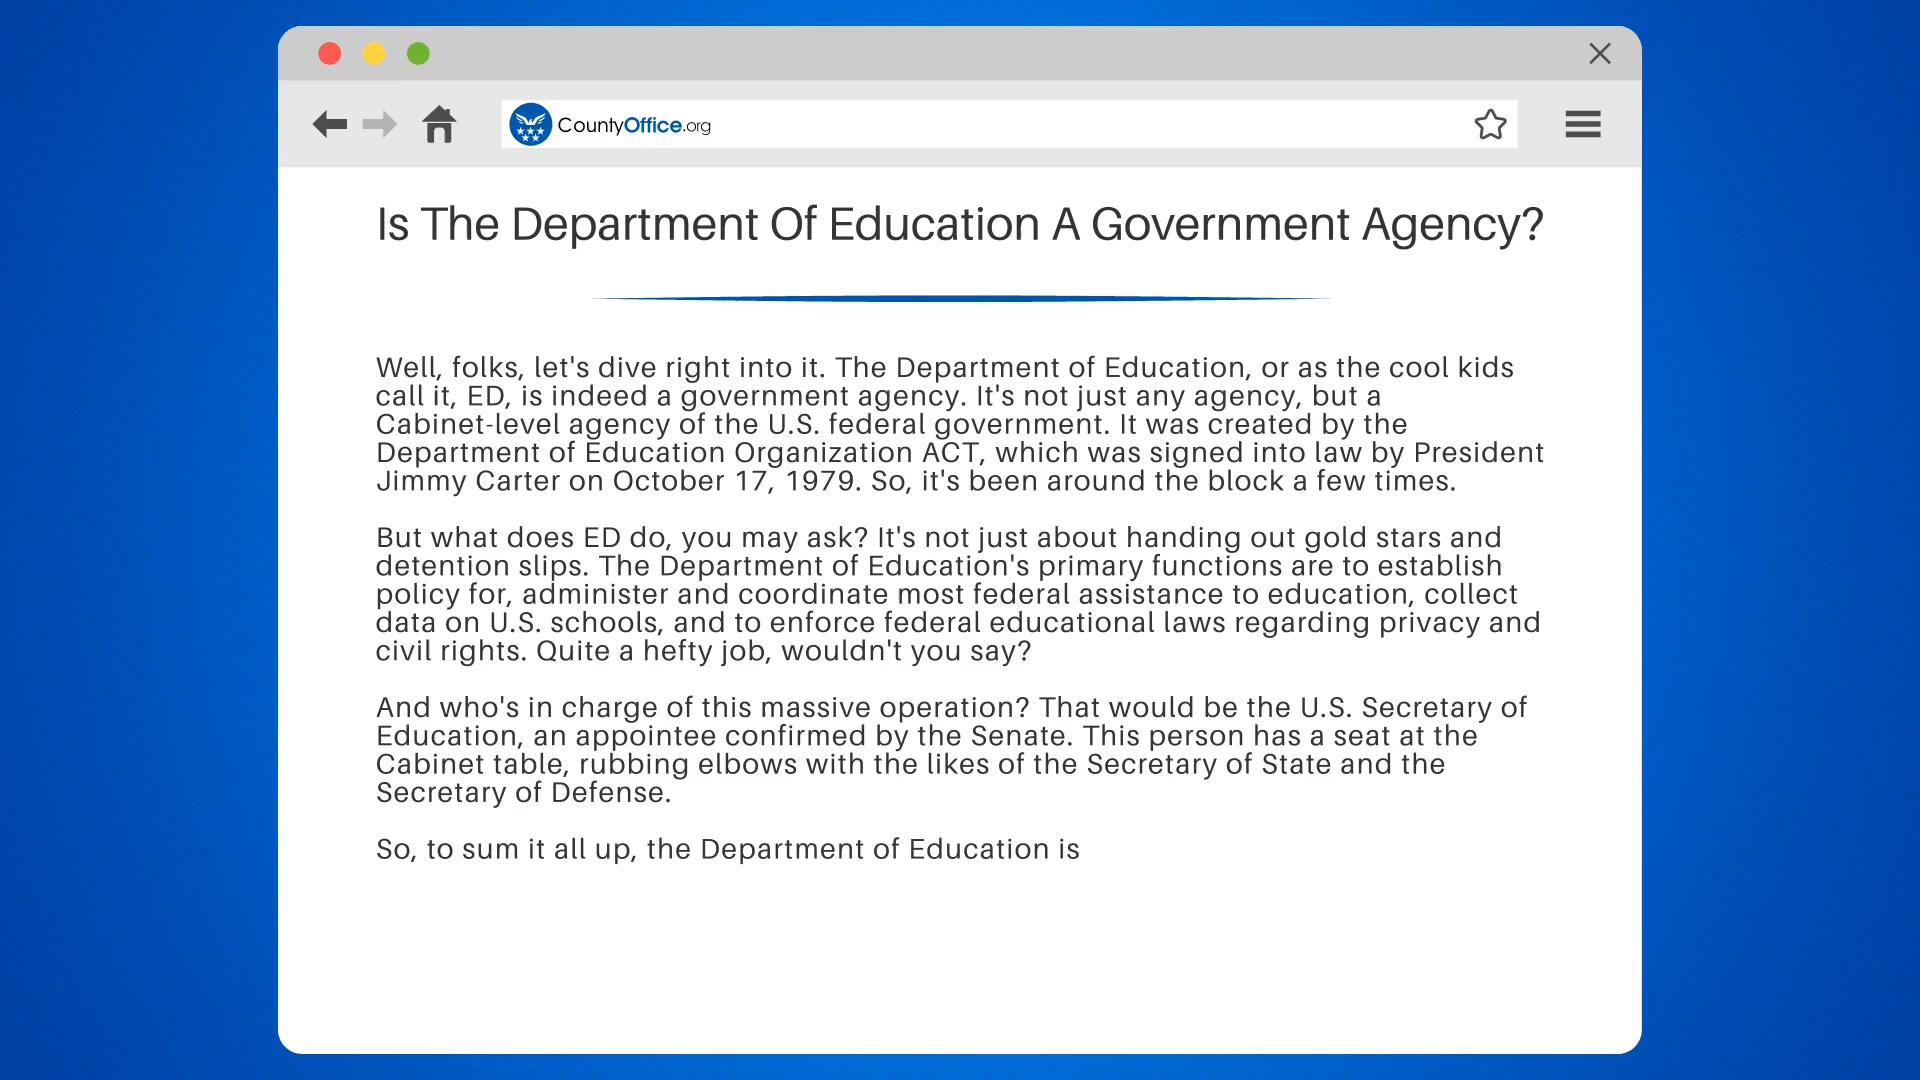 CountyOffice.org
Is The Department Of Education A Government Agency?
Well, folks, let's dive right into it. The Department of Education, or as the cool kids
call it, ED, is indeed a government agency. It's not just any agency, but a
Cabinet-level agency of the U.S. federal government. It was created by the
Department of Education Organization ACT, which was signed into law by President
Jimmy Carter on October 17, 1979. So, it's been around the block a few times.
But what does ED do, you may ask? It's not just about handing out gold stars and
detention slips. The Department of Education's primary functions are to establish
policy for, administer and coordinate most federal assistance to education, collect
data on U.S. schools, and to enforce federal educational laws regarding privacy and
civil rights. Quite a hefty job, wouldn't you say?
And who's in charge of this massive operation? That would be the U.S. Secretary of
Education, an appointee confirmed by the Senate. This person has a seat at the
Cabinet table, rubbing elbows with the likes of the Secretary of State and the
Secretary of Defense.
So, to sum it all up, the Department of Education is